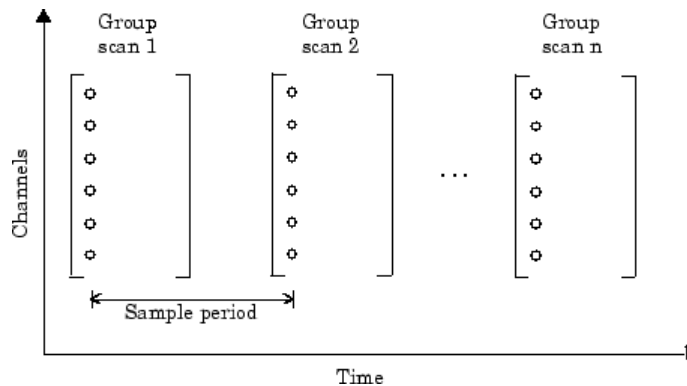 Group
scan 1
Group
scan 2
Group
scan n
...
Channels
Sample period
Time